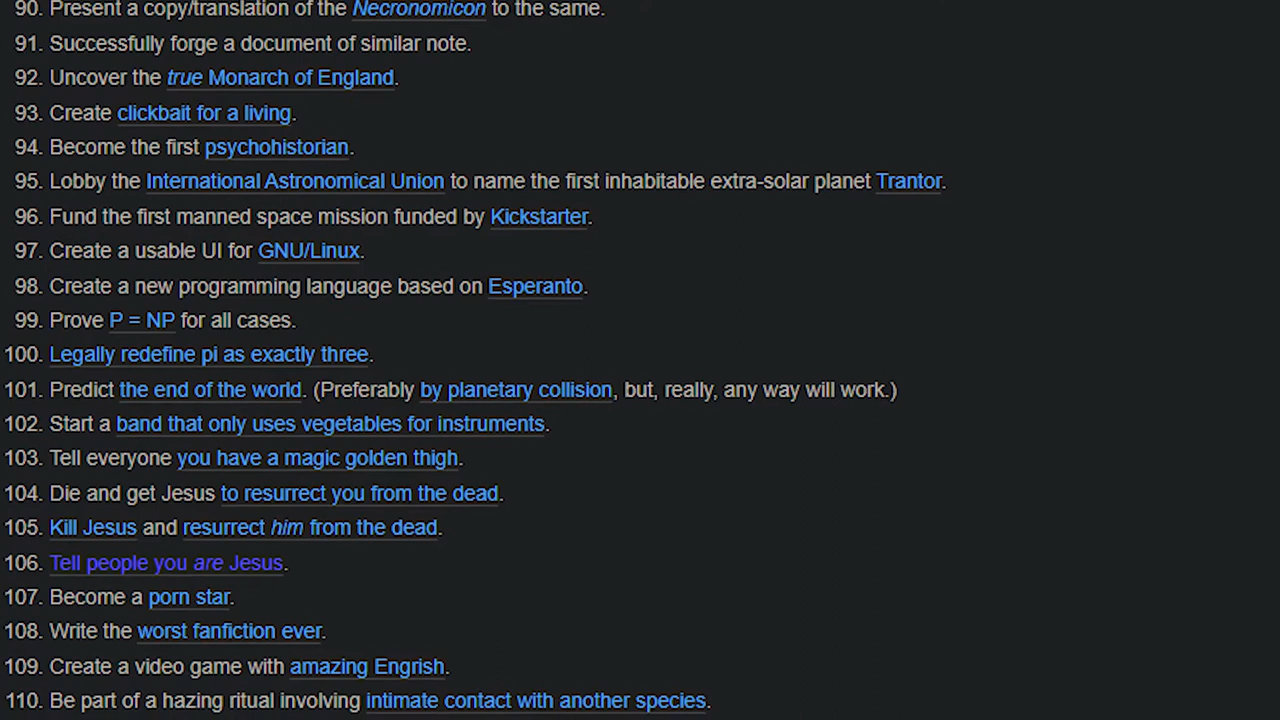 90. Present a copy/translation of the Necronomicon to the same.
91. Successfully forge a document of similar note.
92. Uncover the true Monarch of England.
93. Create clickbait for a living.
94. Become the first psychohistorian.
95. Lobby the International Astronomical Union to name the first inhabitable extra-solar planet Trantor.
96. Fund the first manned space mission funded by Kickstarter.
97. Create a usable UI for GNU/Linux.
98. Create a new programming language based on Esperanto.
99. Prove P = NP for all cases.
100. Legally redefine pi as exactly three.
101. Predict the end of the world. (Preferably by planetary collision, but, really, any way will work.)
102. Start a band that only uses vegetables for instruments.
103. Tell everyone you have a magic golden thigh.
104. Die and get Jesus to resurrect you from the dead.
105. Kill Jesus and resurrect him from the dead.
106. Tell people you are Jesus.
107. Become a porn star.
108. Write the worst fanfiction ever.
109. Create a video game with amazing Engrish.
110. Be part of a hazing ritual involving intimate contact with another species.